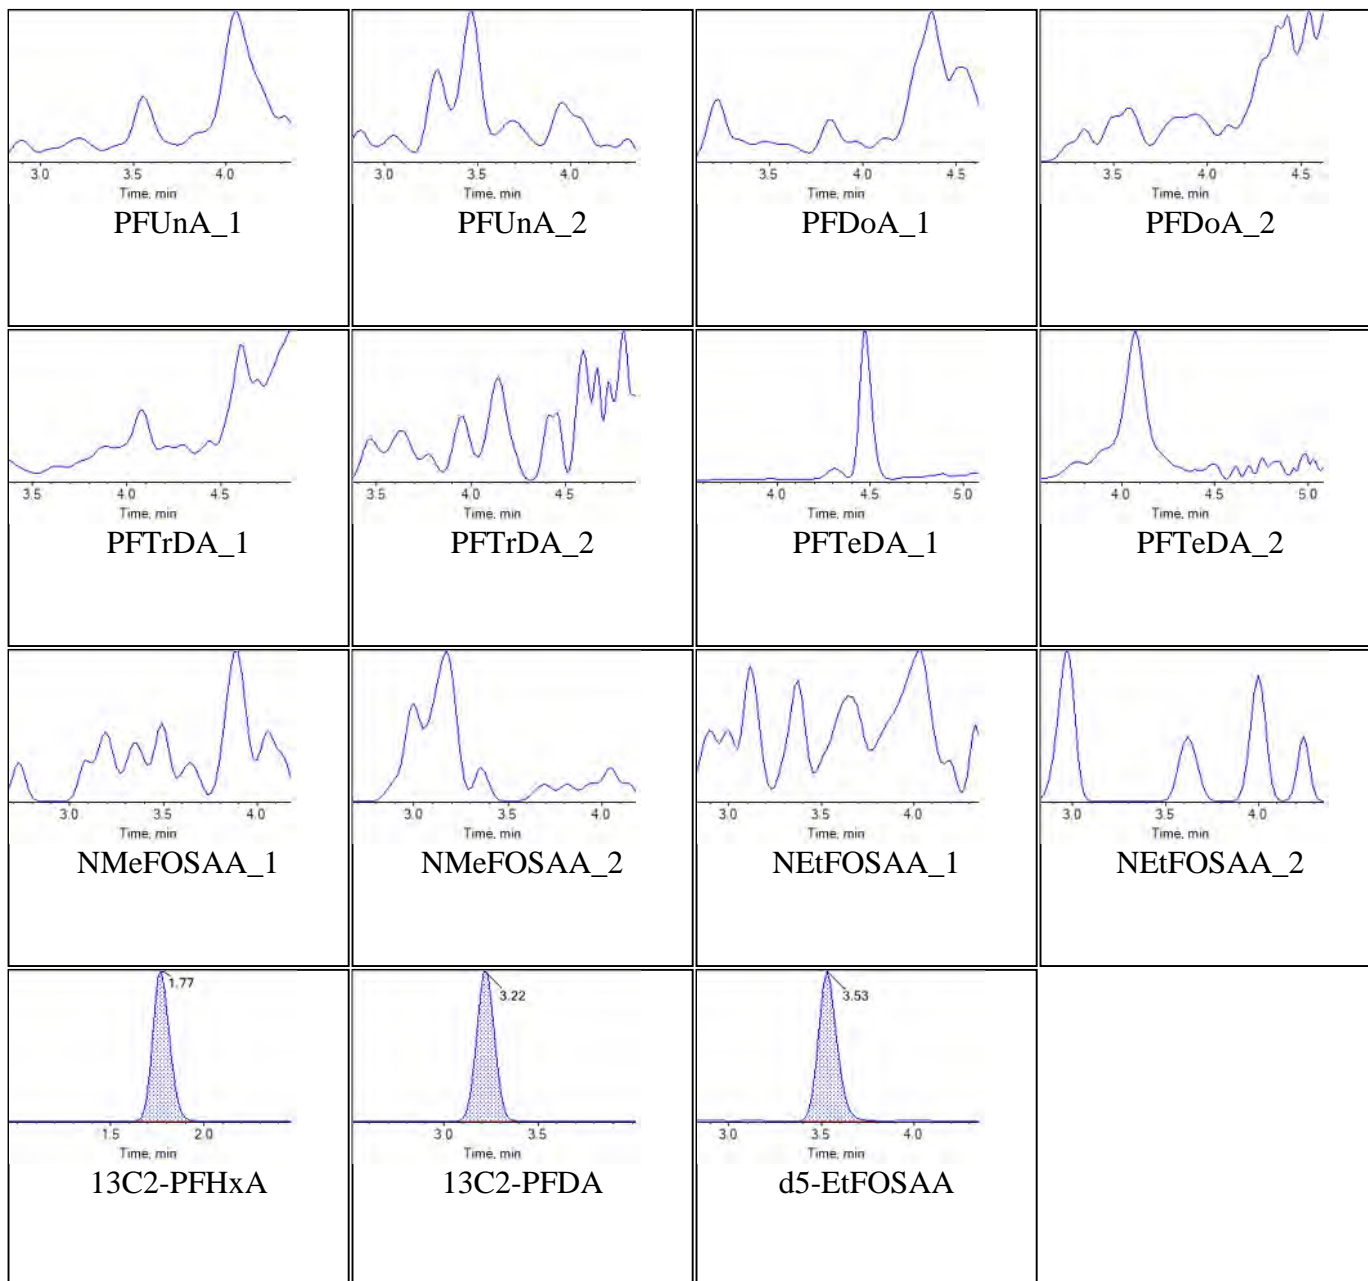 3.0 3.5 4.0 3.0 3.5 4.0 3.5 4.0 4.5 3.5 4.0 4.5
Time, min Time, min Time, min Time, min
PFUnA_1 PFUnA_2 PFDoA_1 PFDoA_2
3.5 4.0 4.5 3.5 4.0 4.5 4.0 4.5 5.0 4.0 4.5 5.0
Time, min Time, min Time, min Time, min
PFTrDA_1 PFTrDA_2 PFTeDA_1 PFTeDA_2
3.0 3.5 4.0 3.0 3.5 4.0 3.0 3.5 4.0 3.0 3.5 4.0
Time, min Time, min Time, min Time, min
NMeFOSAA_1 NMeFOSAA_2 NEtFOSAA_1 NEtFOSAA_2
1.77 3.22 3.53
1.5 2.0 3.0 3.5 3.0 3.5 4.0
Time, min Time, min Time, min
13C2-PFHxA 13C2-PFDA d5-EtFOSAA